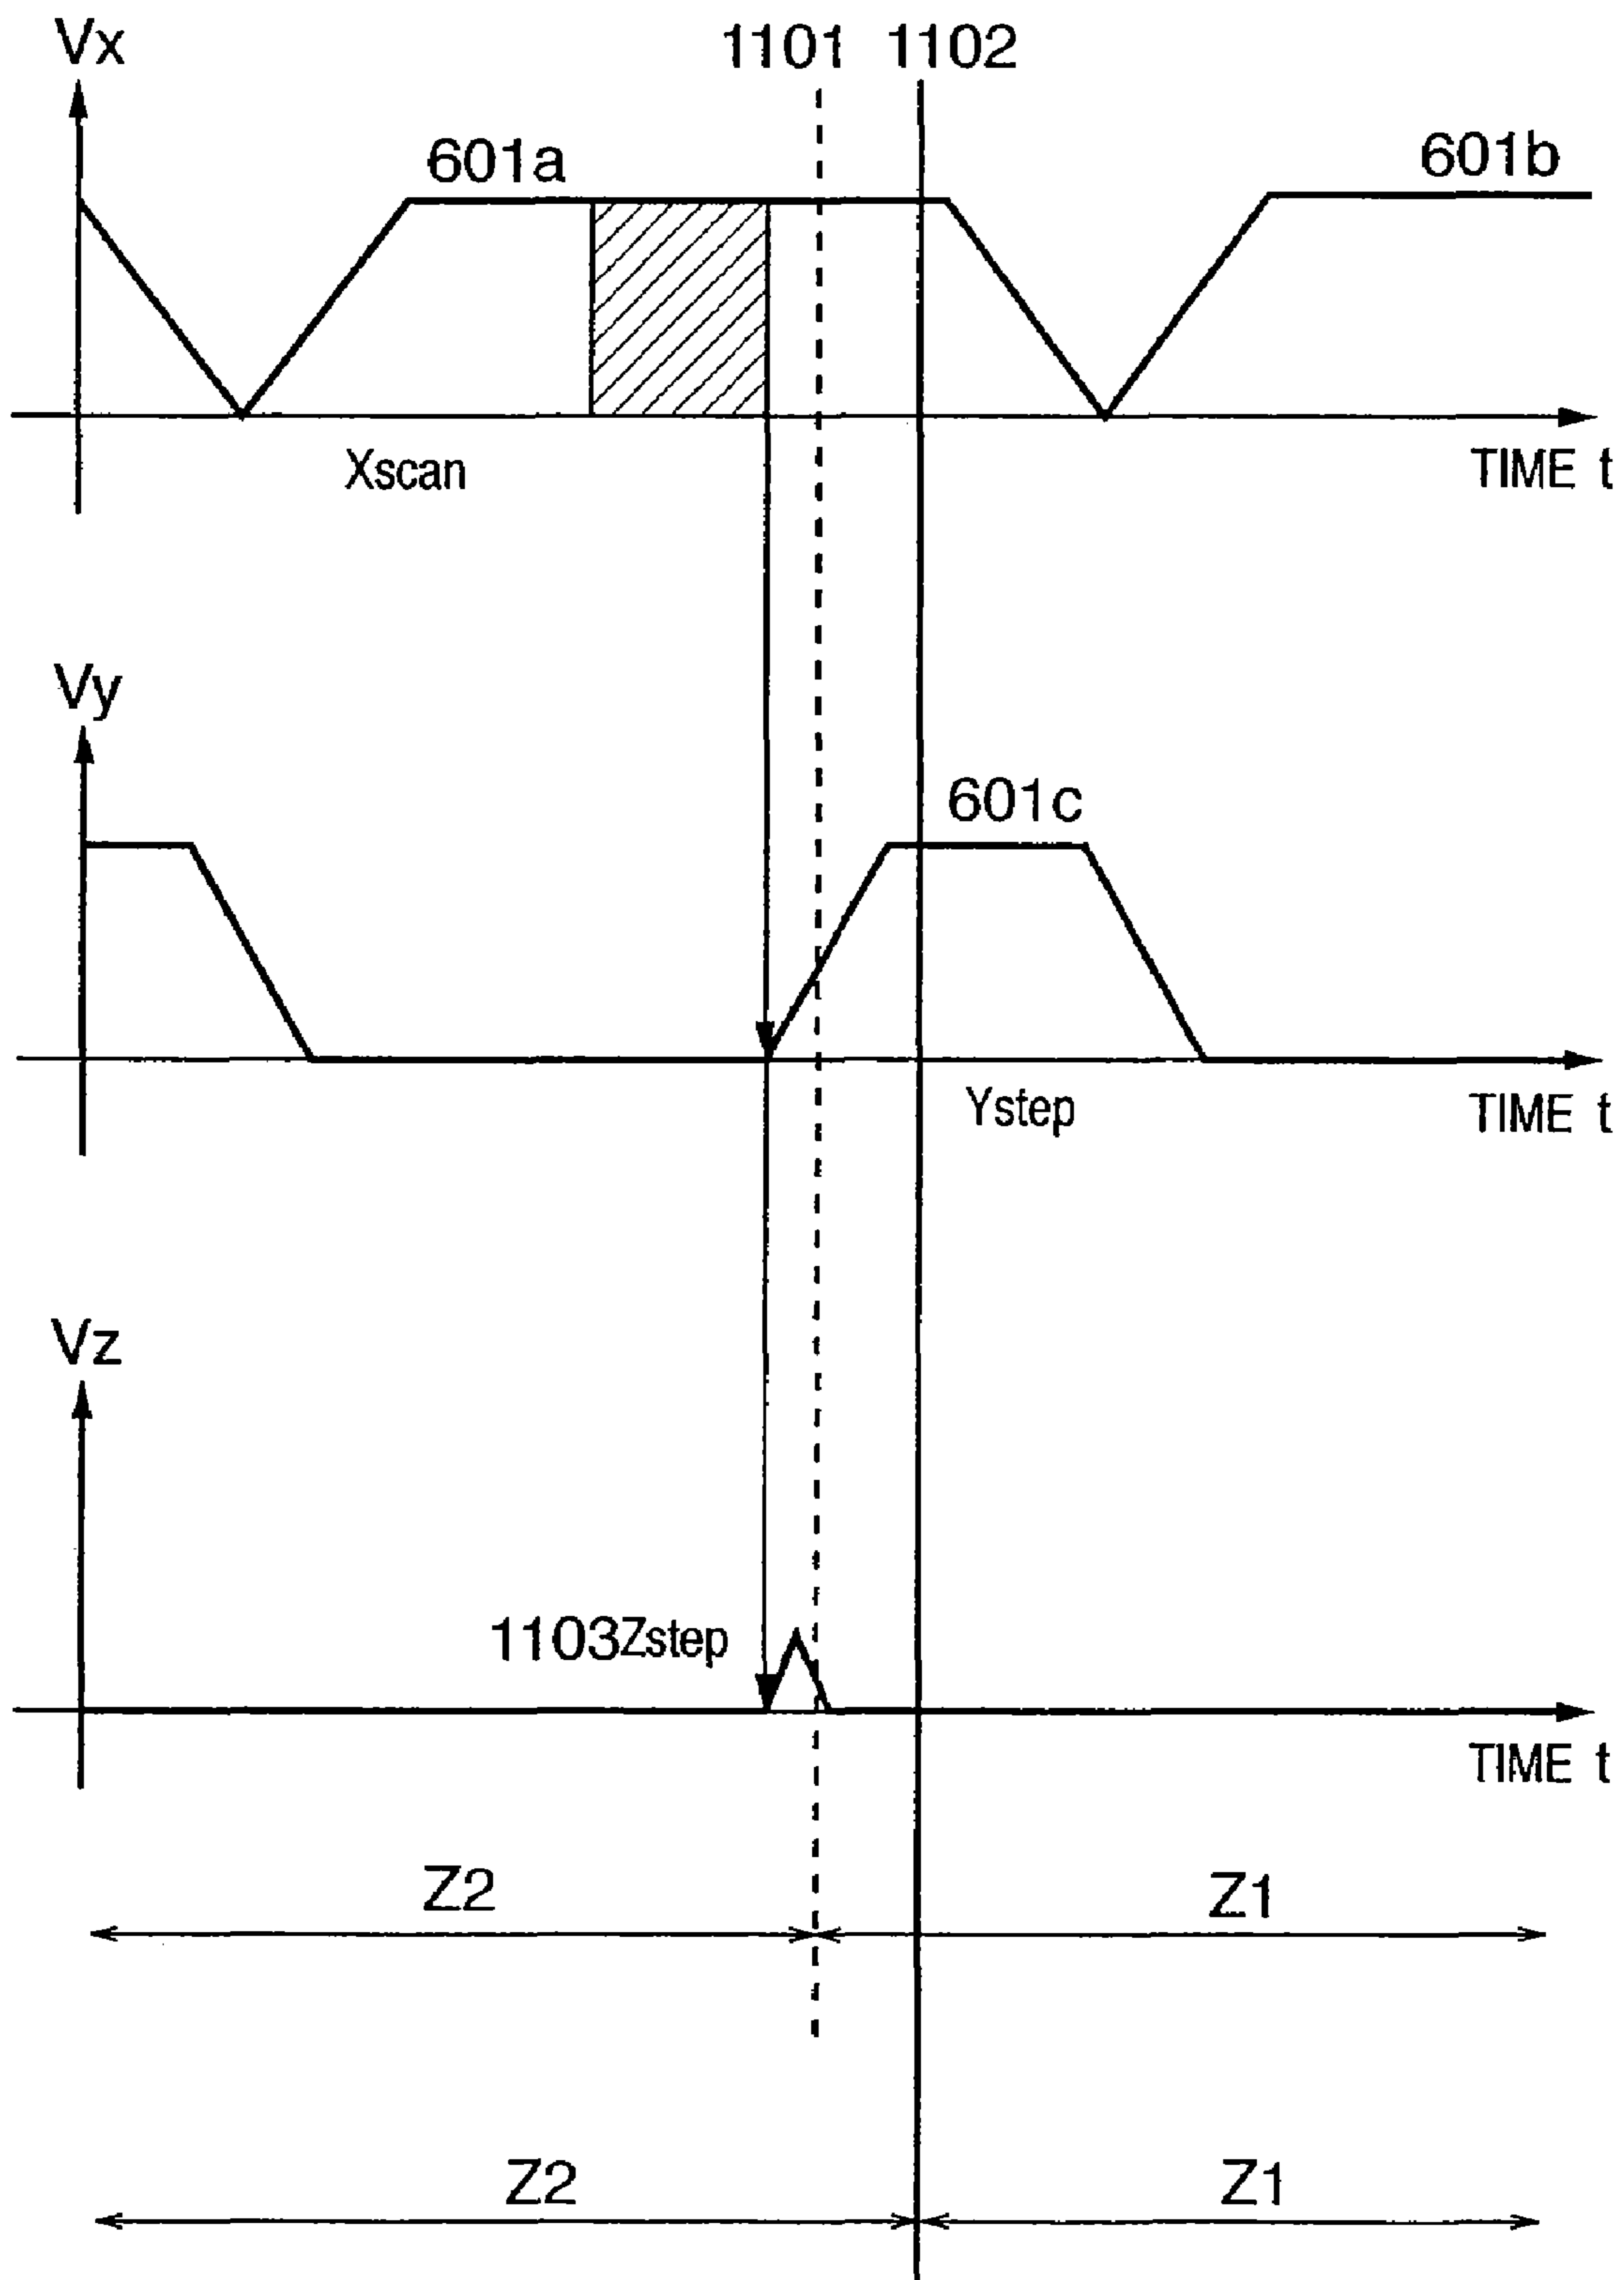 Vx
1101 1102
601a
601b
Xscan
TIME t
Vy
601c
Ystep
TIME t
Vz
1103Zstep
TIME t
Z2
Z1
Z2
Z1